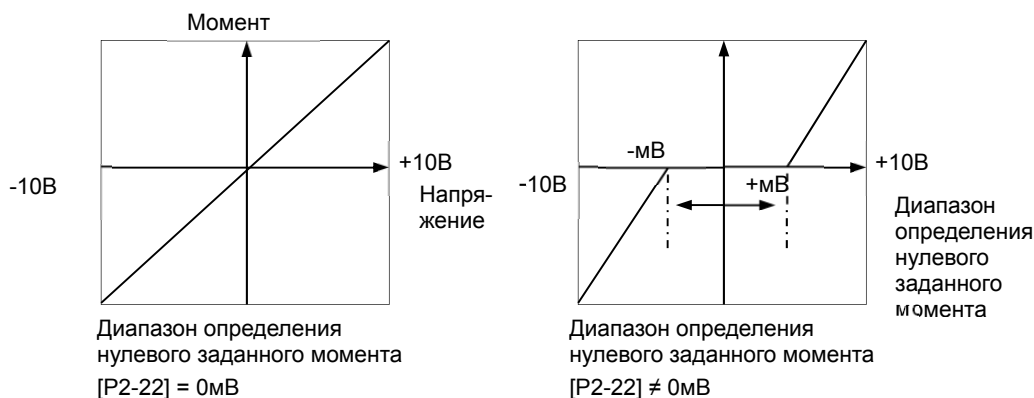 Момент
-10В
+10В
Напря-
жение
Диапазон определения
нулевого заданного момента
[P2-22] = 0мВ
-мВ
+мВ
-10В
+10В
Диапазон
определения
нулевого
заданного
момента
Диапазон определения
нулевого заданного момента
[P2-22] ≠ 0мВ